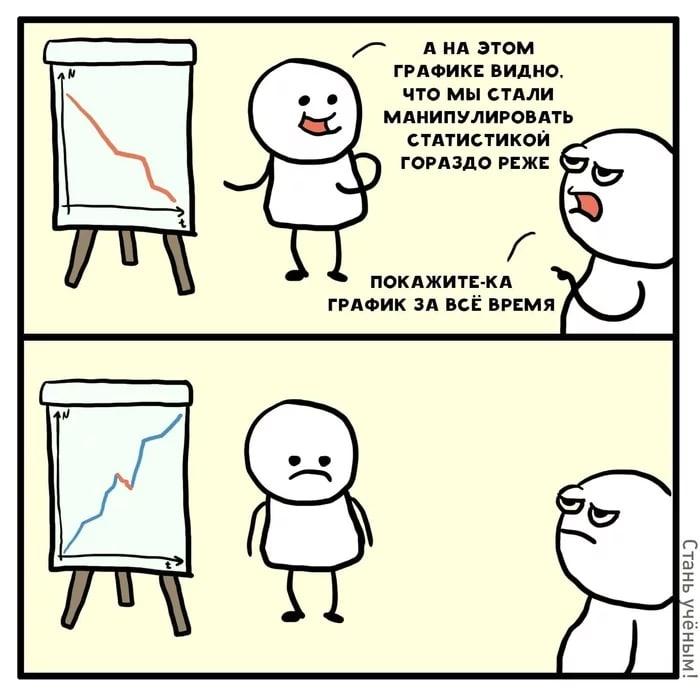 А НА ЭТОМ
ГРАФИКЕ ВИДНО,
ЧТО МЫ СТАЛИ
МАНИПУЛИРОВАТЬ
СТАТИСТИКОЙ
ГОРАЗДО РЕЖЕ
N
t
ПОКАЖИТЕ-КА
ГРАФИК ЗА ВСЁ ВРЕМЯ
N
t
Стань учёным!